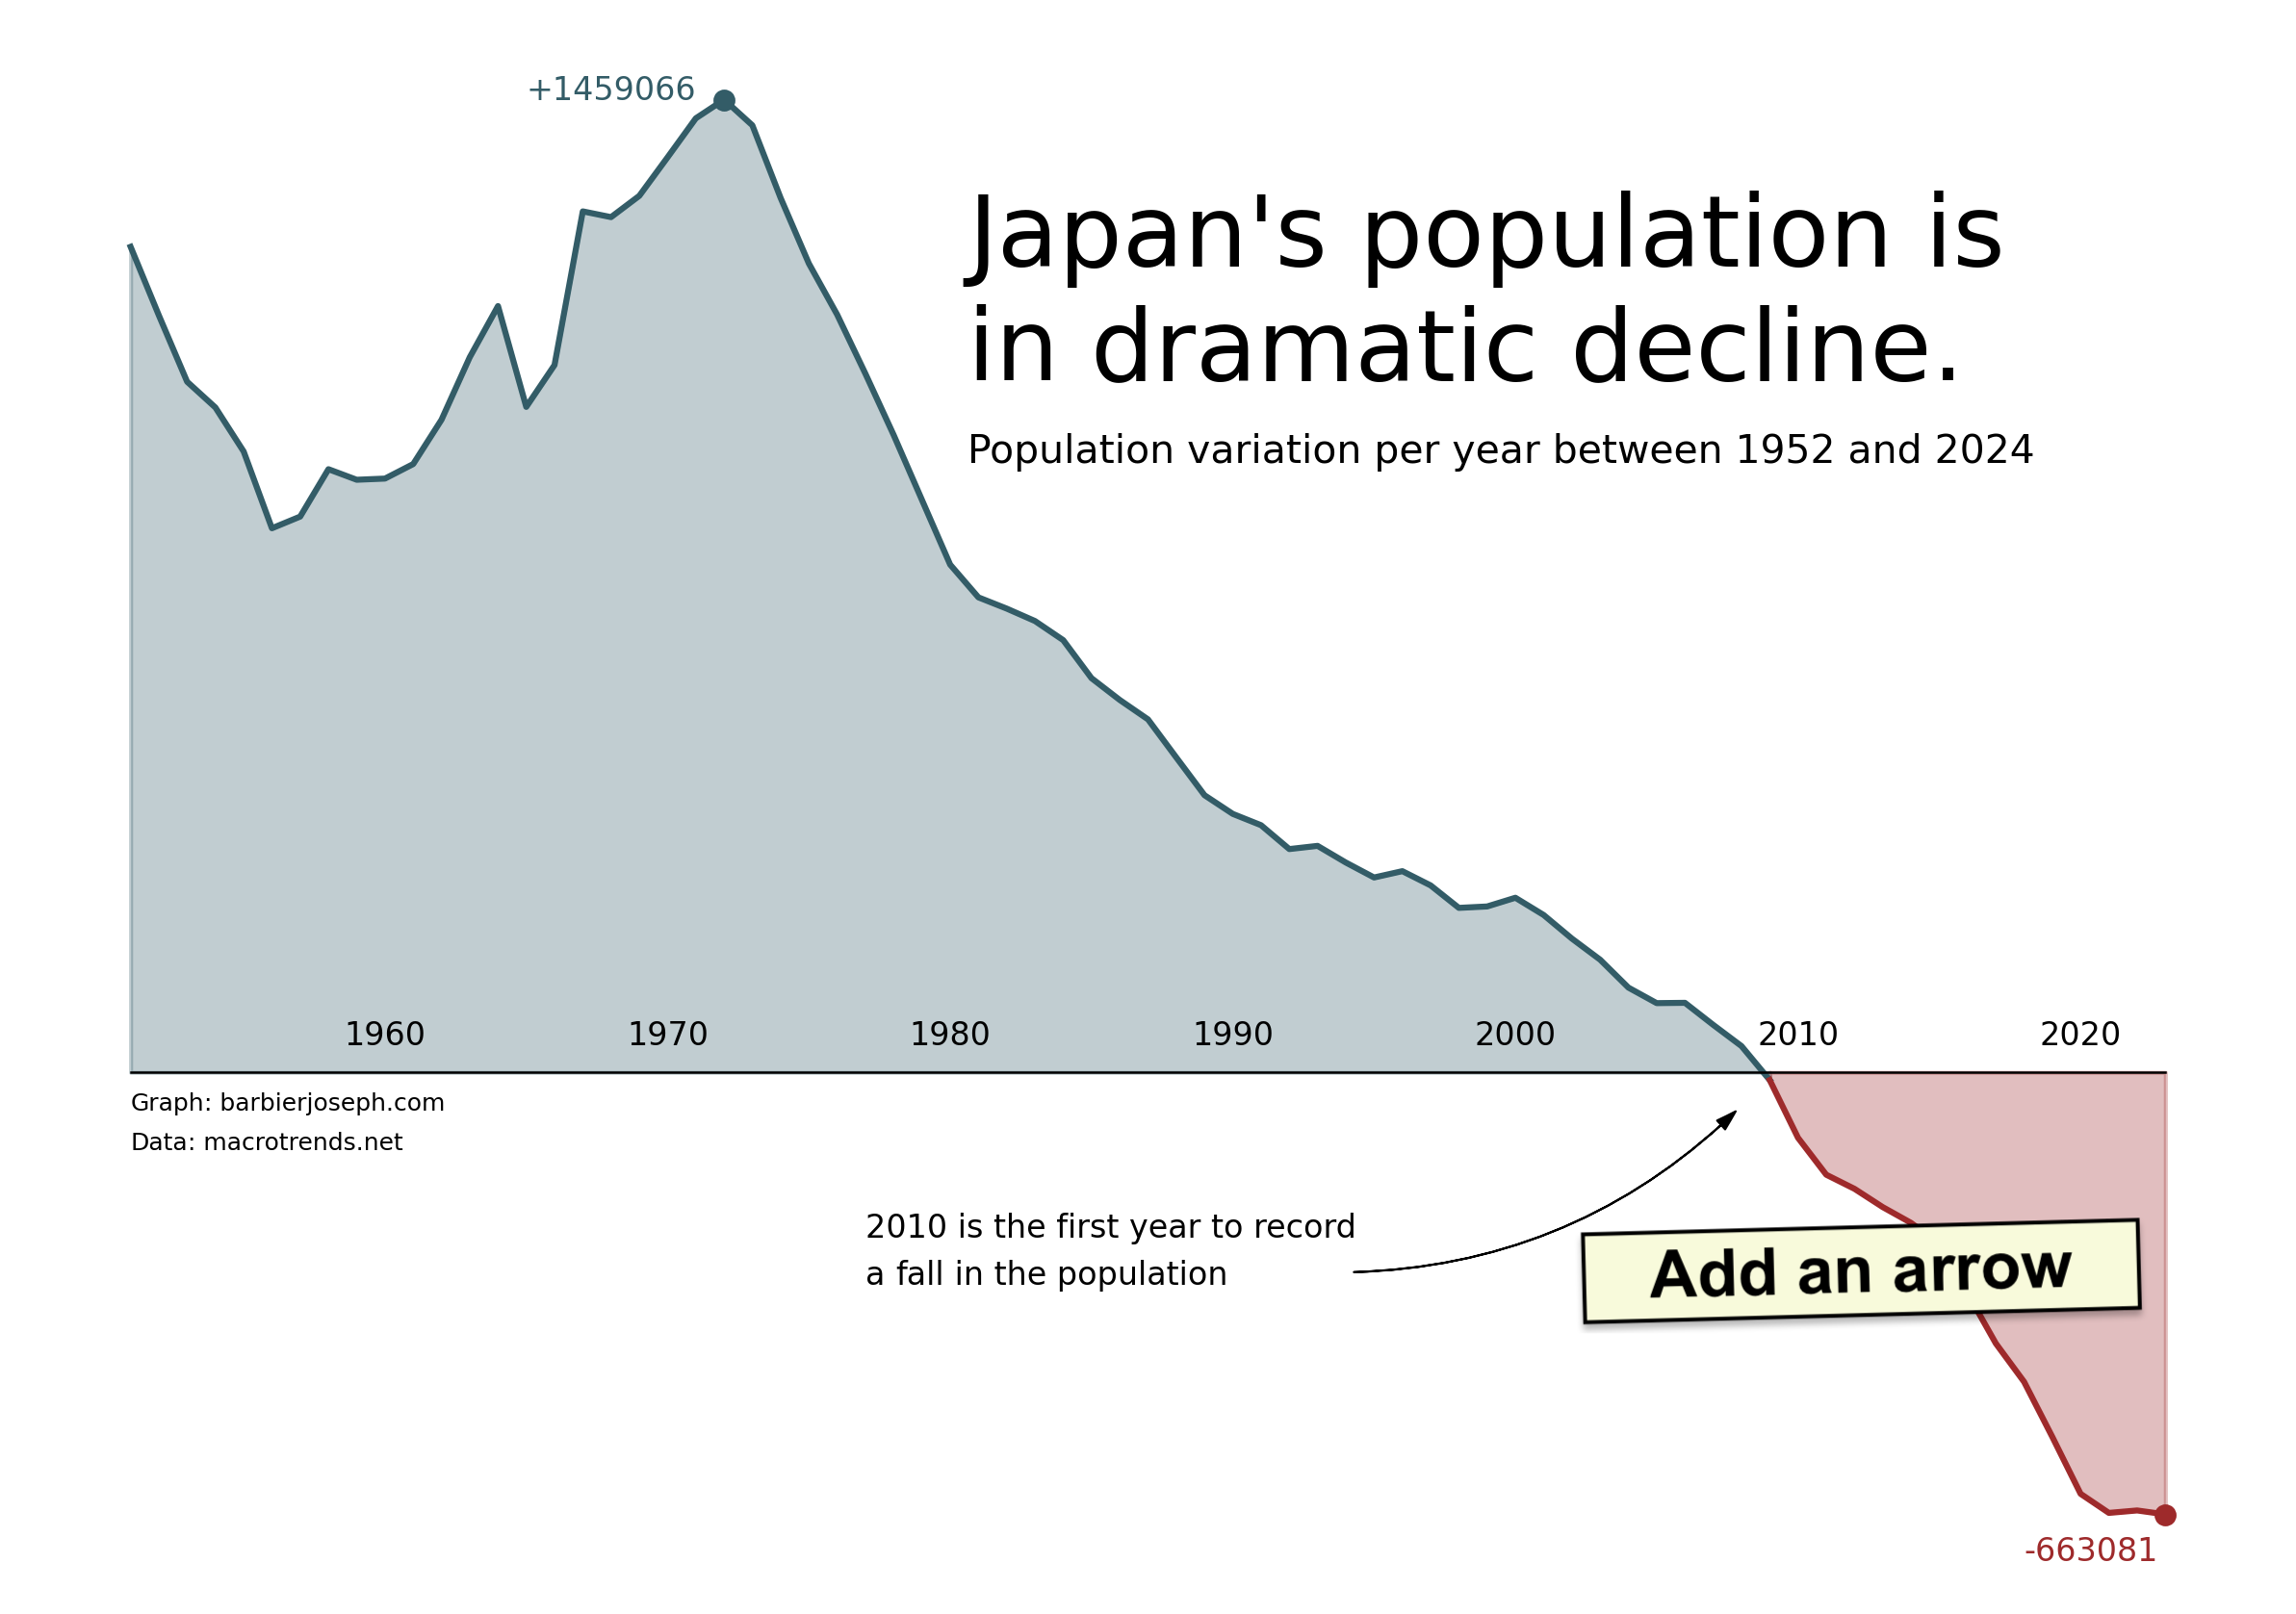 +1459066
Japan's population is
in dramatic decline.
Population variation per year between 1952 and 2024
1960 1970 1980 1990 2000 2010 2020
Graph: barbierjoseph.com
Data: macrotrends.net
2010 is the first year to record
a fall in the population
Add an arrow
-663081